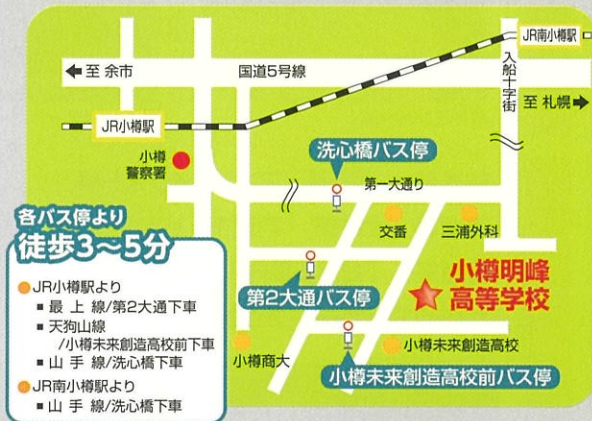 JR南小樽駅
至 余市
国道5号線
入船十字街
至 札幌
JR小樽駅
小樽
警察署
洗心橋バス停
第一大通り
交番
三浦外科
各バス停より
徒歩3~5分
小樽明峰
高等学校
第2大通バス停
●JR小樽駅より
■ 最上線/第2大通下車
■ 天狗山線
/小樽未来創造高校前下車
■ 山手線/洗心橋下車
●JR南小樽駅より
■ 山手線/洗心橋下車
小樽商大
小樽未来創造高校
小樽未来創造高校前バス停